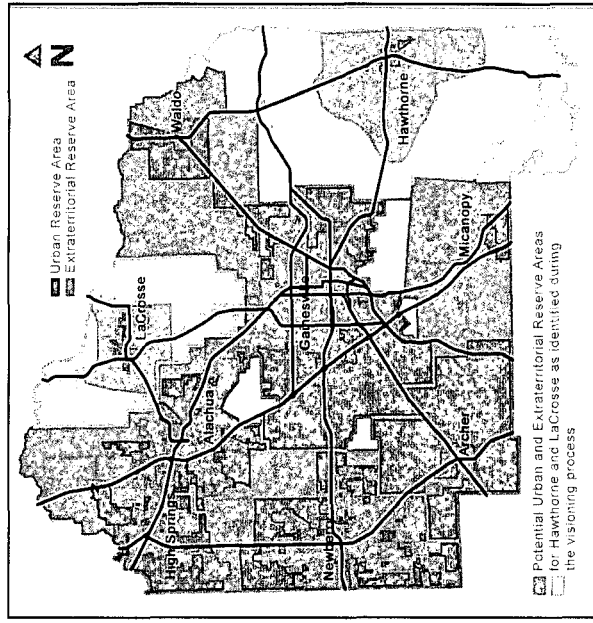 N
Urban Reserve Area
Extraterritorial Reserve Area
Waldo
LaCrosse
Hawthorne
Alachua
High Springs
Gainesville
Newberry
Micanopy
Archer
Potential Urban and Extraterritorial Reserve Areas
for Hawthorne and LaCrosse as identified during
the visioning process